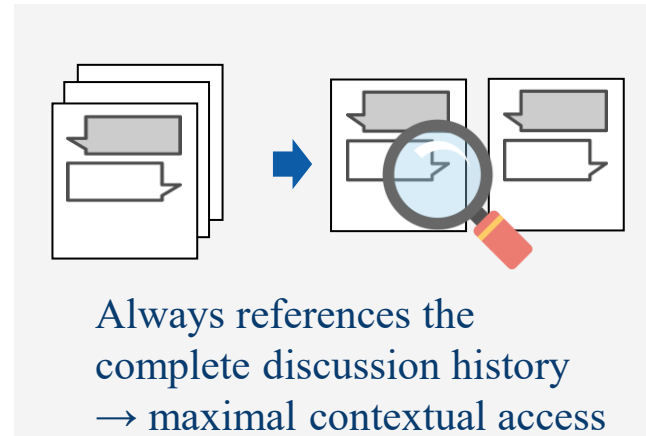 Always references the
complete discussion history
→ maximal contextual access